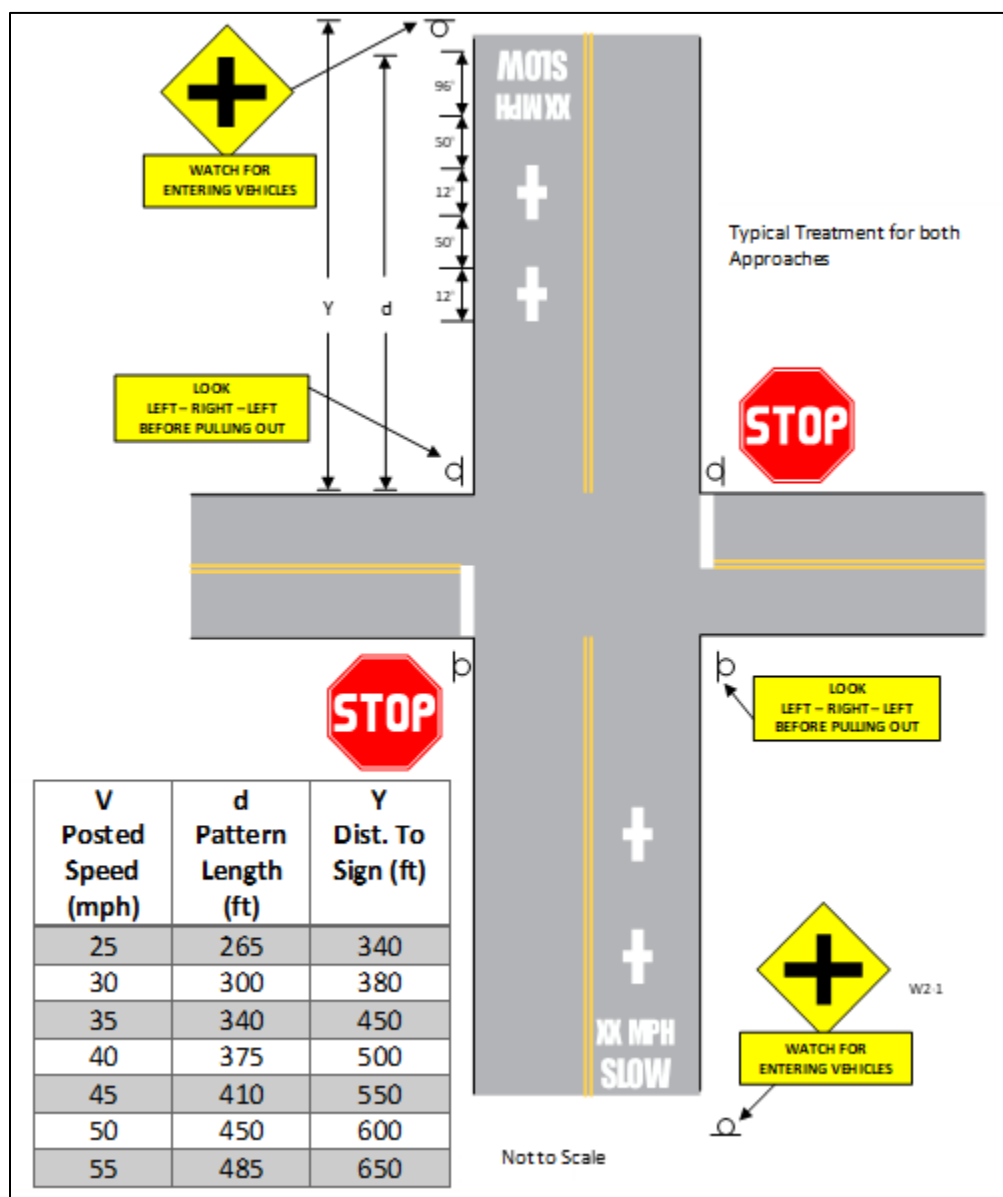 SLOW
XX MPH
96'
50'
12'
50'
12'
WATCH FOR
ENTERING VEHICLES
Typical Treatment for both
Approaches
Y
d
LOOK
LEFT – RIGHT – LEFT
BEFORE PULLING OUT
STOP
STOP
LOOK
LEFT – RIGHT – LEFT
BEFORE PULLING OUT
V
Posted
Speed
(mph)
d
Pattern
Length
(ft)
Y
Dist. To
Sign (ft)
25 265 340
30 300 380
35 340 450
40 375 500
45 410 550
50 450 600
55 485 650
W2-1
WATCH FOR
ENTERING VEHICLES
XX MPH
SLOW
Not to Scale